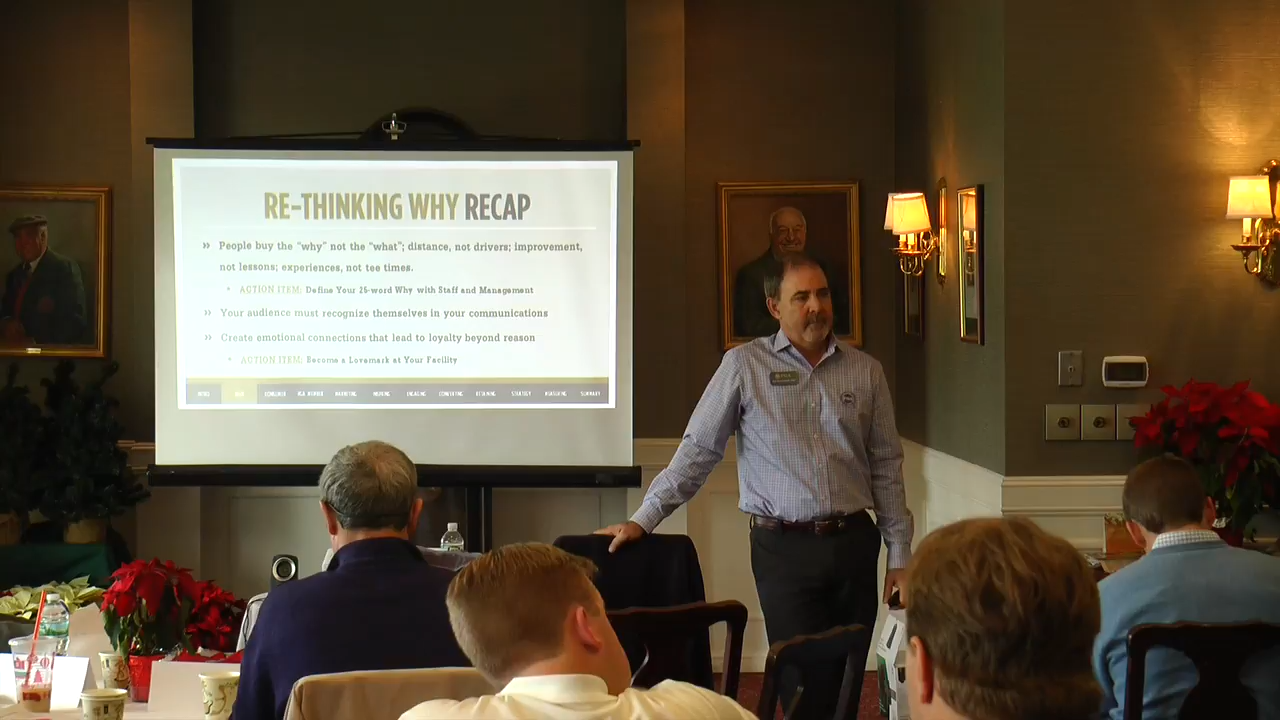 RE-THINKING WHY RECAP
» People buy the "why" not the "what"; distance, not drivers; improvement,
not lessons; experiences, not tee times.
• ACTION ITEM: Define Your 25-word Why with Staff and Management
» Your audience must recognize themselves in your communications
» Create emotional connections that lead to loyalty beyond reason
• ACTION ITEM: Become a Lovemark at Your Facility
STRATEGY SUMMARY